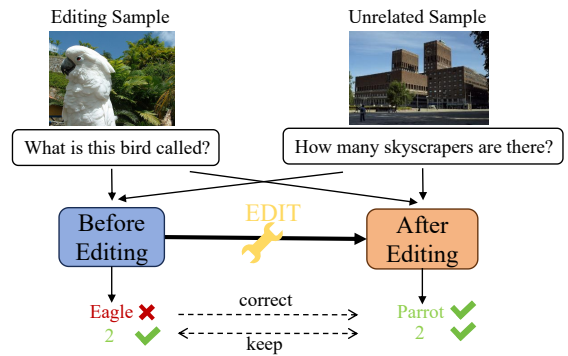 Editing Sample
Unrelated Sample
What is this bird called?
How many skyscrapers are there?
Before
Editing
EDIT
After
Editing
Eagle
2
correct
keep
Parrot
2